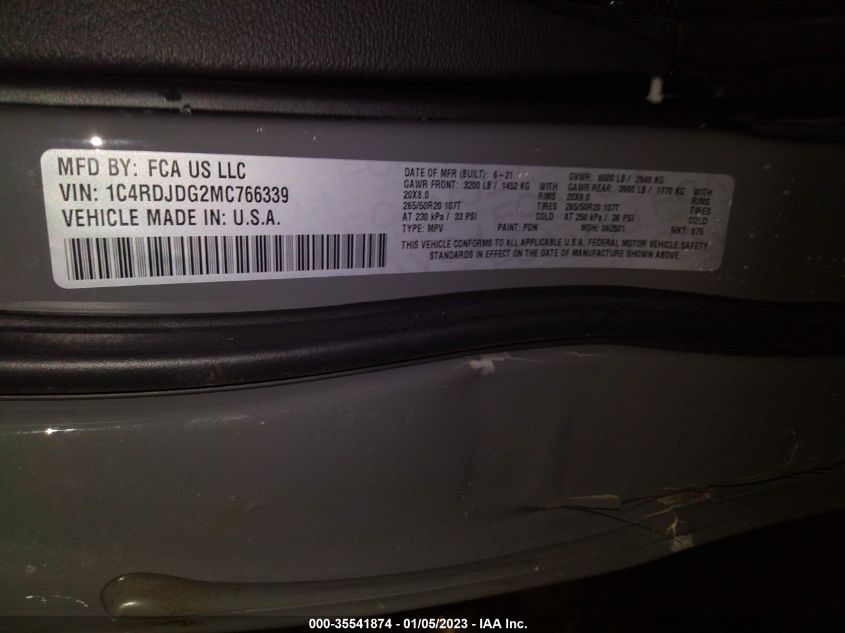 MFD BY: FCA US LLC
VIN: 1C4RDJDG2MC766339
VEHICLE MADE IN: U.S.A.
DATE OF MFR (BUILT): 6-21
GVWR: 6500 LB / 2949 KG
GAWR FRONT: 3200 LB / 1452 KG WITH
GAWR REAR: 3900 LB / 1770 KG WITH
20X8.0 RIMS
20X8.0 RIMS
265/50R20 107T TIRES
265/50R20 107T TIRES
AT 230 kPa / 33 PSI COLD
AT 250 kPa / 36 PSI COLD
TYPE: MPV PAINT: PDN MDH: 062501 MKT: 875
THIS VEHICLE CONFORMS TO ALL APPLICABLE U.S.A. FEDERAL MOTOR VEHICLE SAFETY
STANDARDS IN EFFECT ON THE DATE OF MANUFACTURE SHOWN ABOVE.
000-35541874 - 01/05/2023 - IAA Inc.